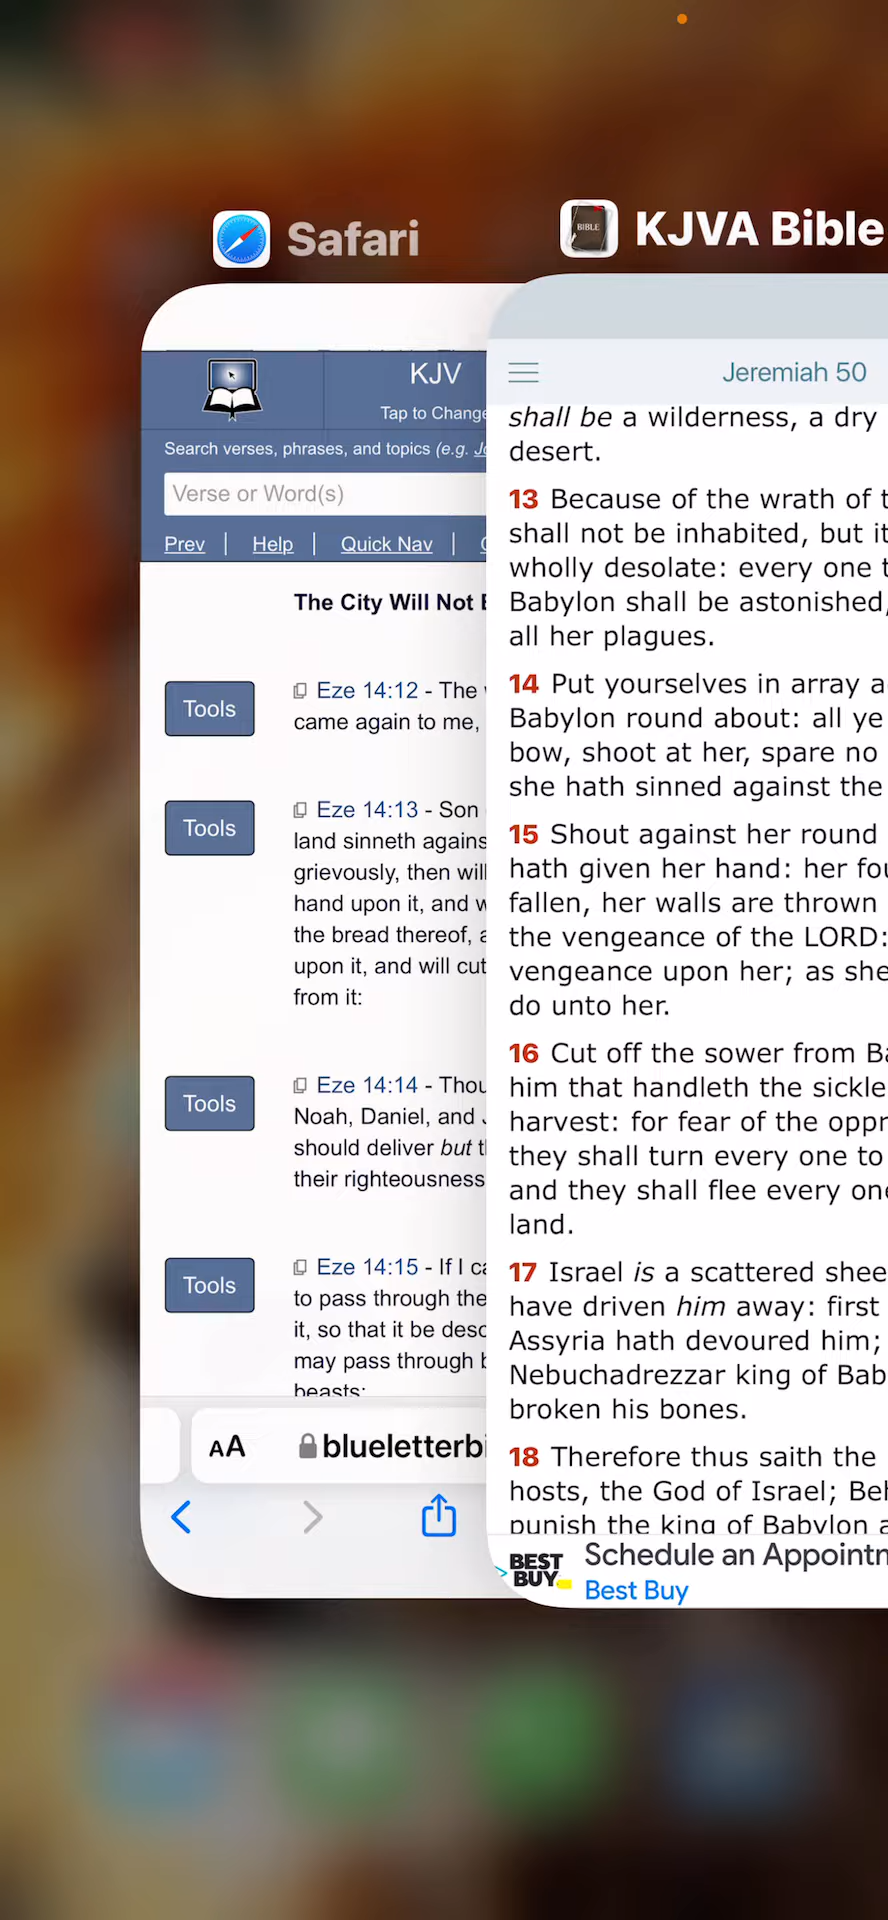 Safari
KJVA Bible
KJV
Tap to Change
Search verses, phrases, and topics (e.g.
Verse or Word(s)
Prev | Help | Quick Nav |
The City Will Not
Tools
Eze 14:12 - The
came again to me,
Tools
Eze 14:13 - Son
land sinneth agains
grievously, then will
hand upon it, and w
the bread thereof,
upon it, and will cut
from it:
Tools
Eze 14:14 - Thou
Noah, Daniel, and
should deliver but t
their righteousness
Tools
Eze 14:15 - If I ca
to pass through the
it, so that it be deso
may pass through b
beasts:
AA
blueletterbi
Jeremiah 50
shall be a wilderness, a dry
desert.
13 Because of the wrath of t
shall not be inhabited, but it
wholly desolate: every one t
Babylon shall be astonished,
all her plagues.
14 Put yourselves in array a
Babylon round about: all ye
bow, shoot at her, spare no
she hath sinned against the
15 Shout against her round
hath given her hand: her fou
fallen, her walls are thrown
the vengeance of the LORD:
vengeance upon her; as she
do unto her.
16 Cut off the sower from Ba
him that handleth the sickle
harvest: for fear of the oppr
they shall turn every one to
and they shall flee every one
land.
17 Israel is a scattered shee
have driven him away: first
Assyria hath devoured him;
Nebuchadrezzar king of Bab
broken his bones.
18 Therefore thus saith the
hosts, the God of Israel; Beh
punish the king of Babylon a
BEST
BUY
Schedule an Appointm
Best Buy
BIBLE